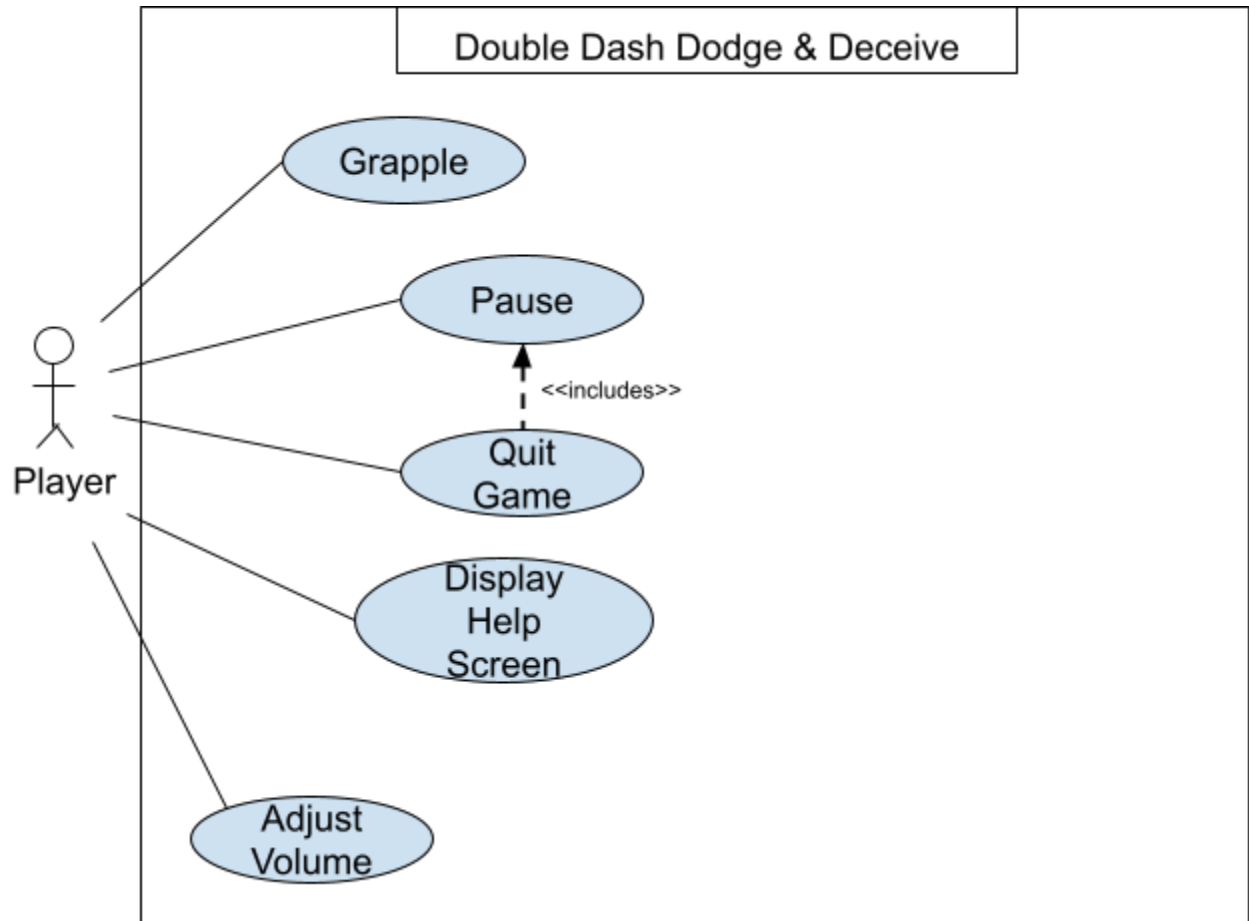 Double Dash Dodge & Deceive
Grapple
Pause
<<includes>>
Quit
Game
Player
Display
Help
Screen
Adjust
Volume